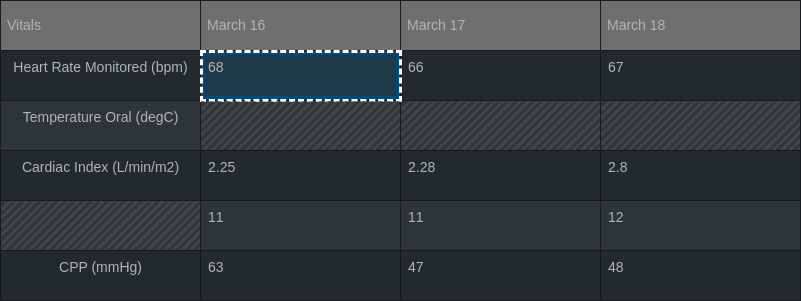 Vitals March 16 March 17 March 18
Heart Rate Monitored (bpm) 68 66 67
Temperature Oral (degC)
Cardiac Index (L/min/m2) 2.25 2.28 2.8
11 11 12
CPP (mmHg) 63 47 48